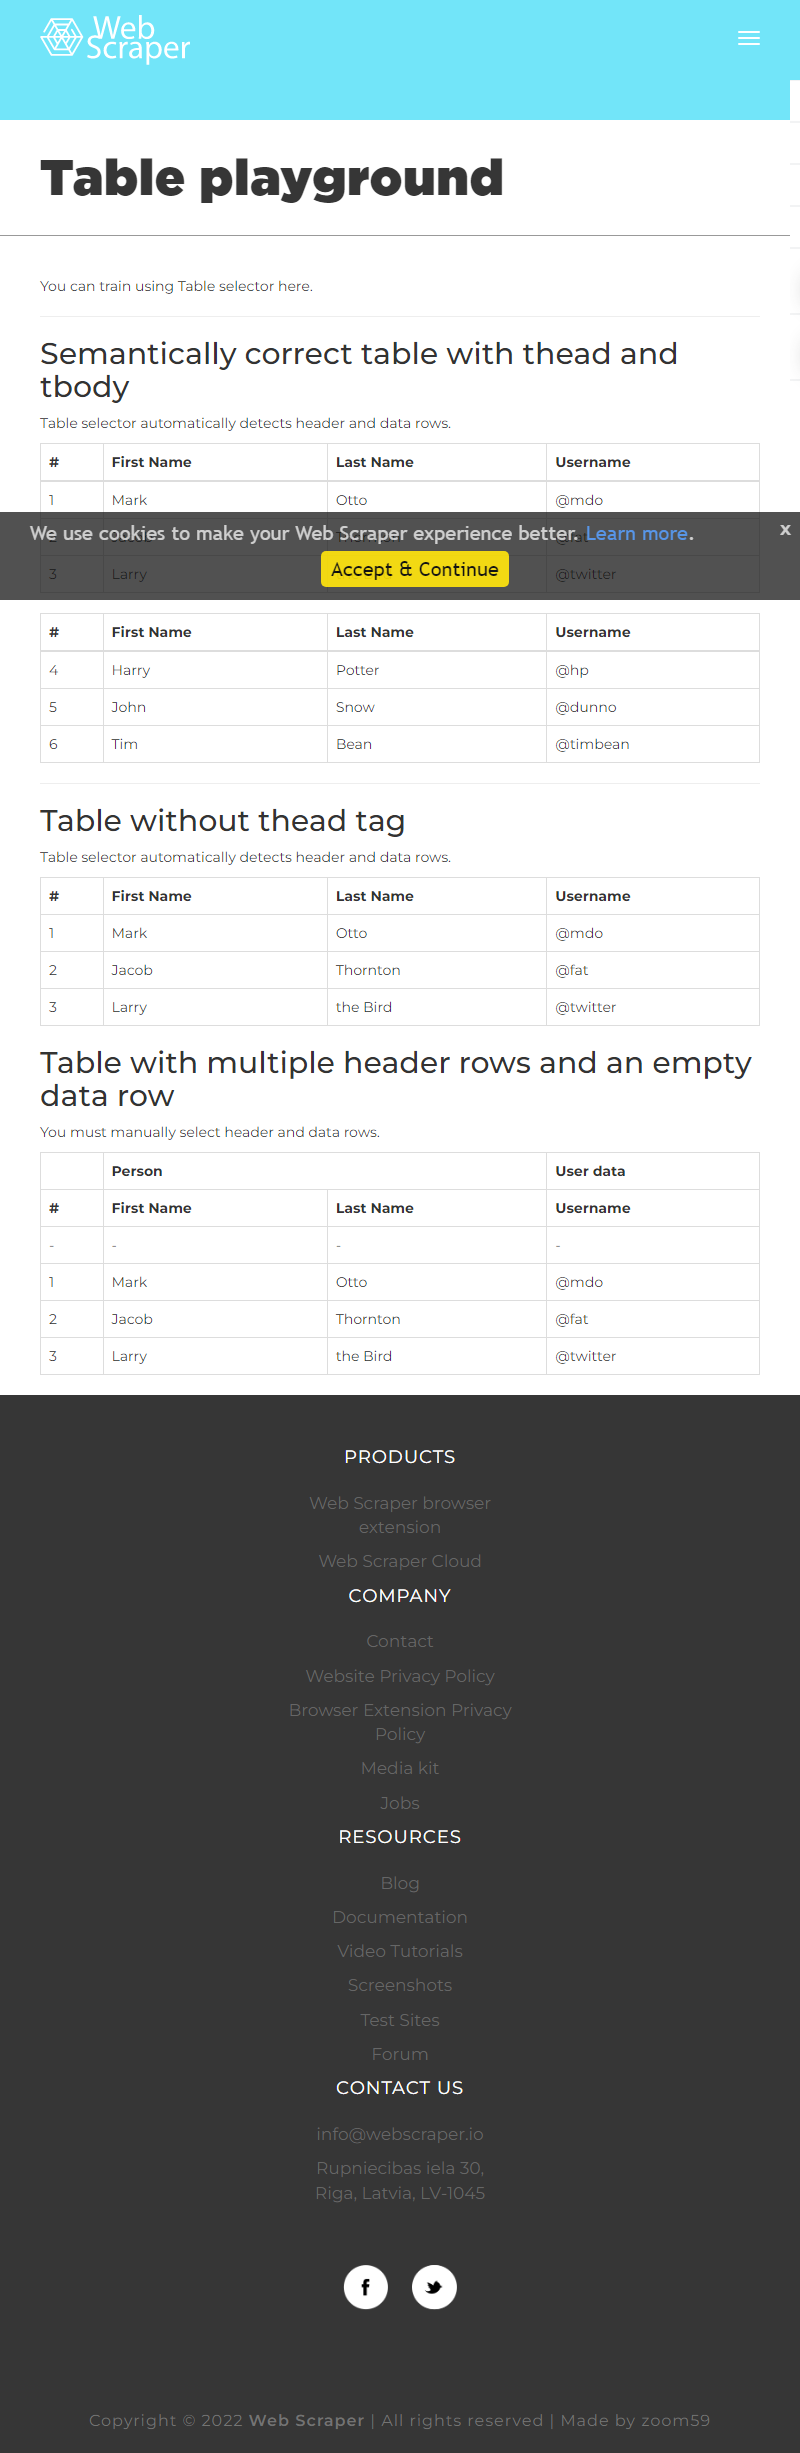 Web
Scraper
Table playground
You can train using Table selector here.
Semantically correct table with thead and
tbody
Table selector automatically detects header and data rows.
# First Name Last Name Username
1 Mark Otto @mdo
We use cookies to make your Web Scraper experience better. Learn more. x
Accept & Continue
3 Larry @twitter
# First Name Last Name Username
4 Harry Potter @hp
5 John Snow @dunno
6 Tim Bean @timbean
Table without thead tag
Table selector automatically detects header and data rows.
# First Name Last Name Username
1 Mark Otto @mdo
2 Jacob Thornton @fat
3 Larry the Bird @twitter
Table with multiple header rows and an empty
data row
You must manually select header and data rows.
Person User data
# First Name Last Name Username
- - - -
1 Mark Otto @mdo
2 Jacob Thornton @fat
3 Larry the Bird @twitter
PRODUCTS
Web Scraper browser
extension
Web Scraper Cloud
COMPANY
Contact
Website Privacy Policy
Browser Extension Privacy
Policy
Media kit
Jobs
RESOURCES
Blog
Documentation
Video Tutorials
Screenshots
Test Sites
Forum
CONTACT US
info@webscraper.io
Rupniecibas iela 30,
Riga, Latvia, LV-1045
Copyright © 2022 Web Scraper | All rights reserved | Made by zoom59